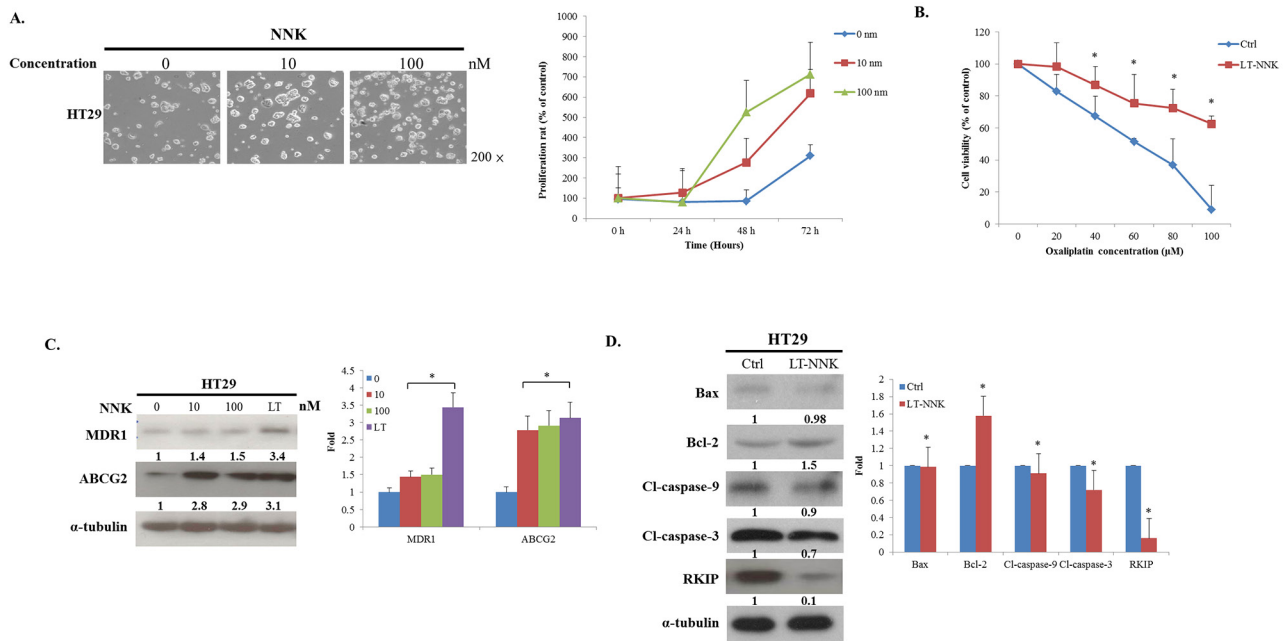 A.
NNK
Concentration 0 10 100 nM
HT29
200 ×
1000
900
800
700
600
500
400
300
200
100
0
Proliferation rat (% of control)
0 h 24 h 48 h 72 h
Time (Hours)
0 nm
10 nm
100 nm
B.
120
100
80
60
40
20
0
Cell viability (% of control)
* * * *
0 20 40 60 80 100
Oxaliplatin concentration (μM)
Ctrl
LT-NNK
C.
HT29
NNK 0 10 100 LT nM
MDR1
1 1.4 1.5 3.4
ABCG2
1 2.8 2.9 3.1
α-tubulin
4.5
4
3.5
3
2.5
2
1.5
1
0.5
0
Fold
0
10
100
LT
* *
MDR1 ABCG2
D.
HT29
Ctrl LT-NNK
Bax
1 0.98
Bcl-2
1 1.5
Cl-caspase-9
1 0.9
Cl-caspase-3
1 0.7
RKIP
1 0.1
α-tubulin
2
1.8
1.6
1.4
1.2
1
0.8
0.6
0.4
0.2
0
Fold
Ctrl
LT-NNK
* * * * *
Bax Bcl-2 Cl-caspase-9 Cl-caspase-3 RKIP